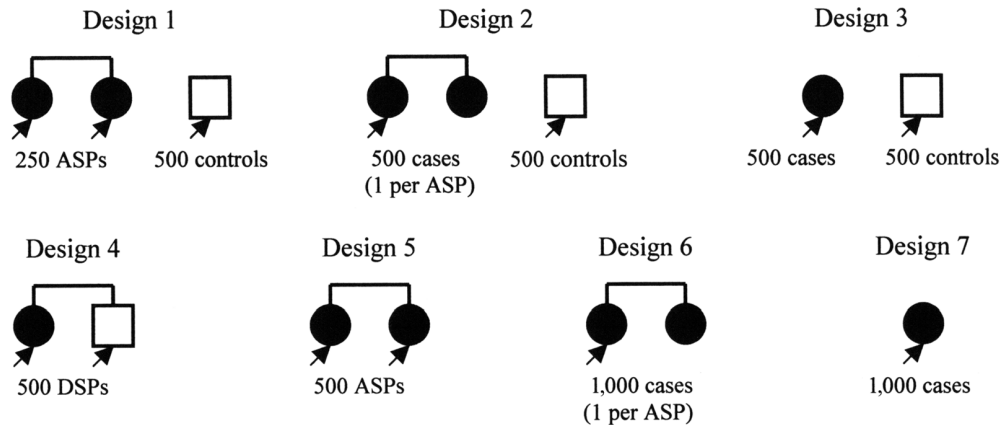 Design 1
Design 2
Design 3
250 ASPs
500 controls
500 cases
(1 per ASP)
500 controls
500 cases
500 controls
Design 4
Design 5
Design 6
Design 7
500 DSPs
500 ASPs
1,000 cases
(1 per ASP)
1,000 cases